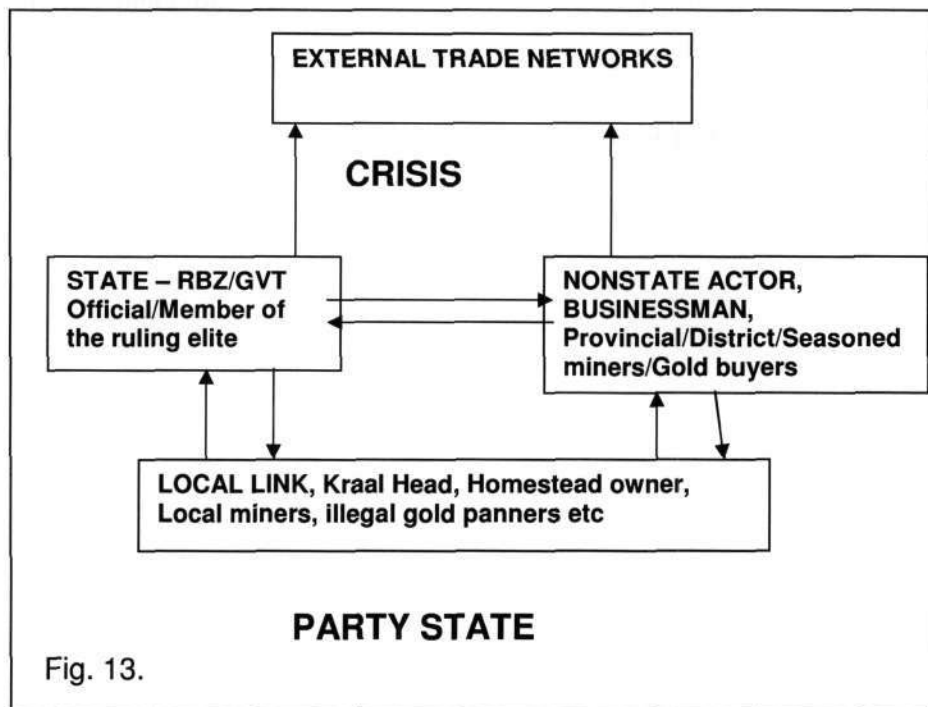 EXTERNAL TRADE NETWORKS
CRISIS
STATE – RBZ/GVT
Official/Member of
the ruling elite
NONSTATE ACTOR,
BUSINESSMAN,
Provincial/District/Seasoned
miners/Gold buyers
LOCAL LINK, Kraal Head, Homestead owner,
Local miners, illegal gold panners etc
PARTY STATE
Fig. 13.